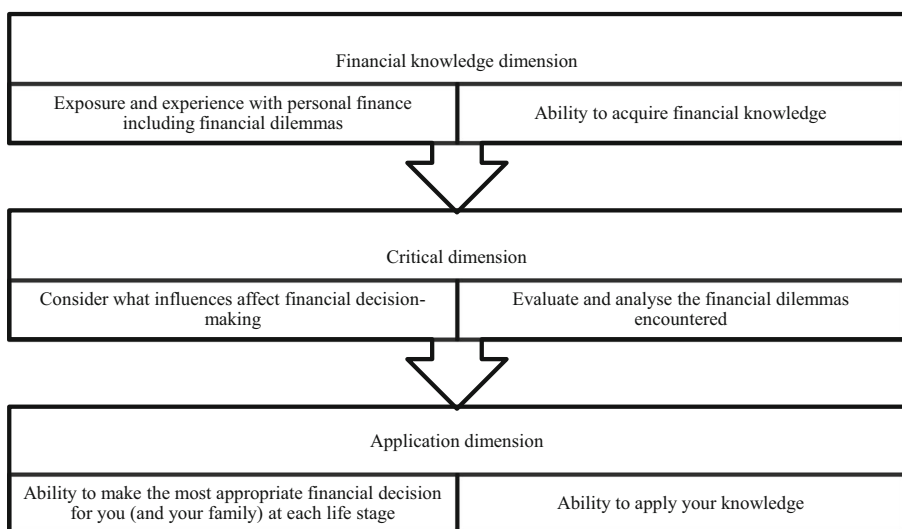 Financial knowledge dimension
Exposure and experience with personal finance
including financial dilemmas
Ability to acquire financial knowledge
Critical dimension
Consider what influences affect financial decision-
making
Evaluate and analyse the financial dilemmas
encountered
Application dimension
Ability to make the most appropriate financial decision
for you (and your family) at each life stage
Ability to apply your knowledge